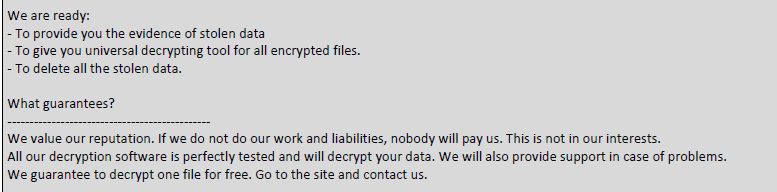 We are ready:
- To provide you the evidence of stolen data
- To give you universal decrypting tool for all encrypted files.
- To delete all the stolen data.
What guarantees?
----------------------------------------------
We value our reputation. If we do not do our work and liabilities, nobody will pay us. This is not in our interests.
All our decryption software is perfectly tested and will decrypt your data. We will also provide support in case of problems.
We guarantee to decrypt one file for free. Go to the site and contact us.